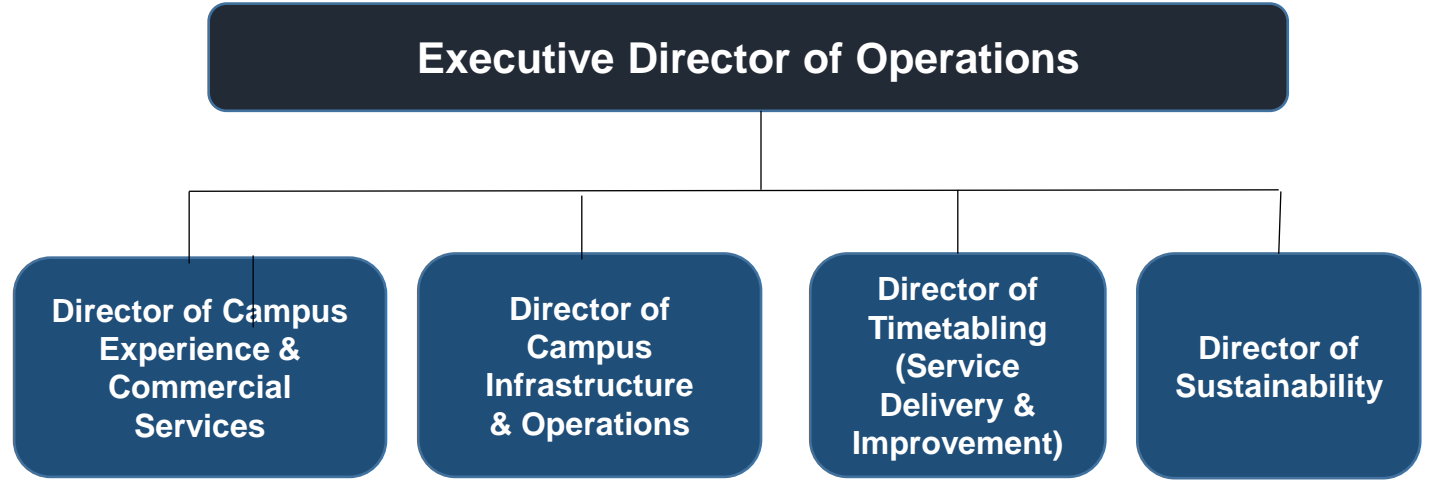 Executive Director of Operations
Director of Campus
Experience &
Commercial
Services
Director of
Campus
Infrastructure
& Operations
Director of
Timetabling
(Service
Delivery &
Improvement)
Director of
Sustainability